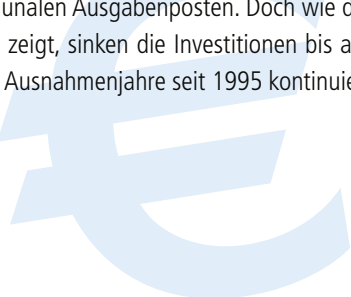 unalen Ausgabenposten. Doch wie d
zeigt, sinken die Investitionen bis a
Ausnahmenjahre seit 1995 kontinuie